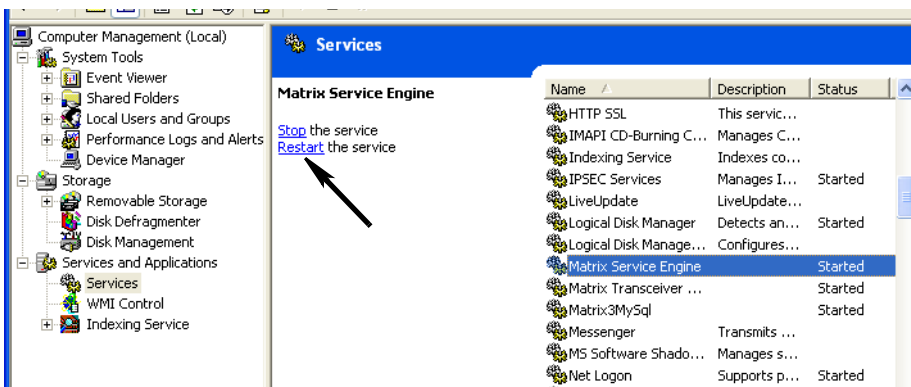 Computer Management (Local)
System Tools
Event Viewer
Shared Folders
Local Users and Groups
Performance Logs and Alerts
Device Manager
Storage
Removable Storage
Disk Defragmenter
Disk Management
Services and Applications
Services
WMI Control
Indexing Service
Services
Matrix Service Engine
Stop the service
Restart the service
Name Description Status
HTTP SSL This servic...
IMAPI CD-Burning C... Manages C...
Indexing Service Indexes co...
IPSEC Services Manages I... Started
LiveUpdate LiveUpdate...
Logical Disk Manager Detects an... Started
Logical Disk Manage... Configures...
Matrix Service Engine Started
Matrix Transceiver ... Started
Matrix3MySql Started
Messenger Transmits ...
MS Software Shado... Manages s...
Net Logon Supports p... Started